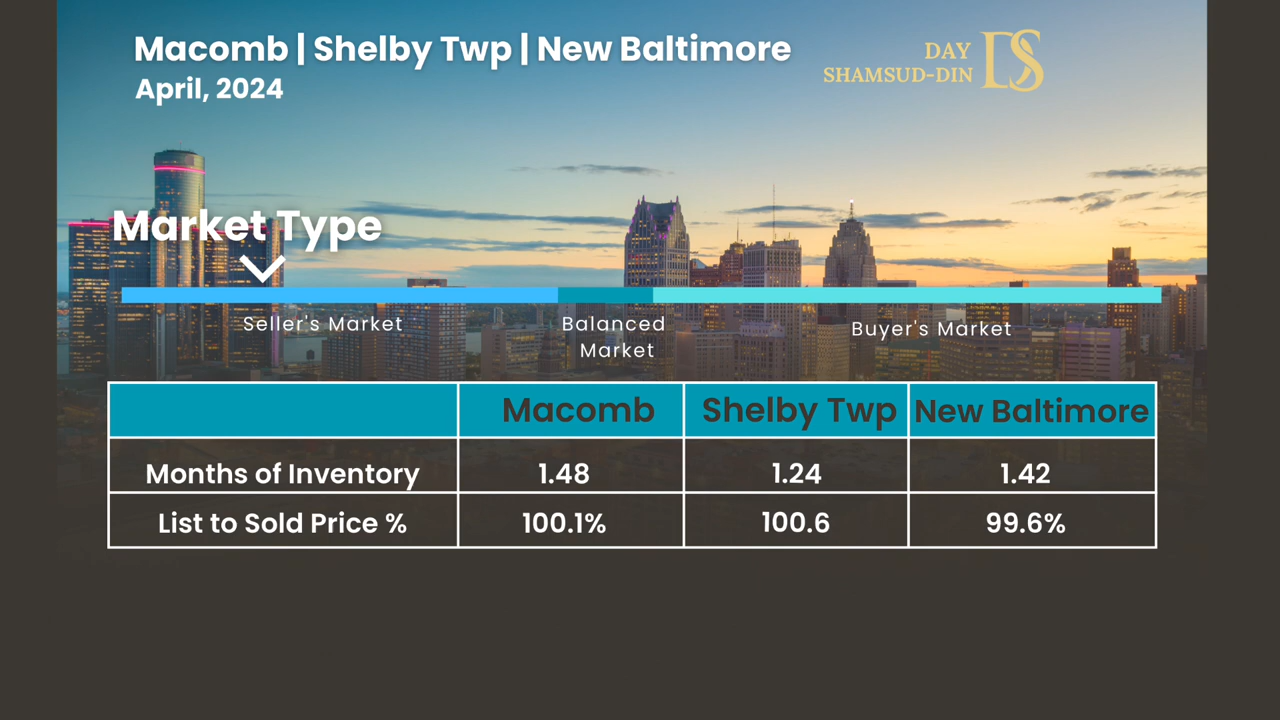 Macomb | Shelby Twp | New Baltimore
April, 2024
DAY
SHAMSUD-DIN
DS
Market Type
Seller's Market
Balanced
Market
Buyer's Market
Macomb Shelby Twp New Baltimore
Months of Inventory 1.48 1.24 1.42
List to Sold Price % 100.1% 100.6 99.6%